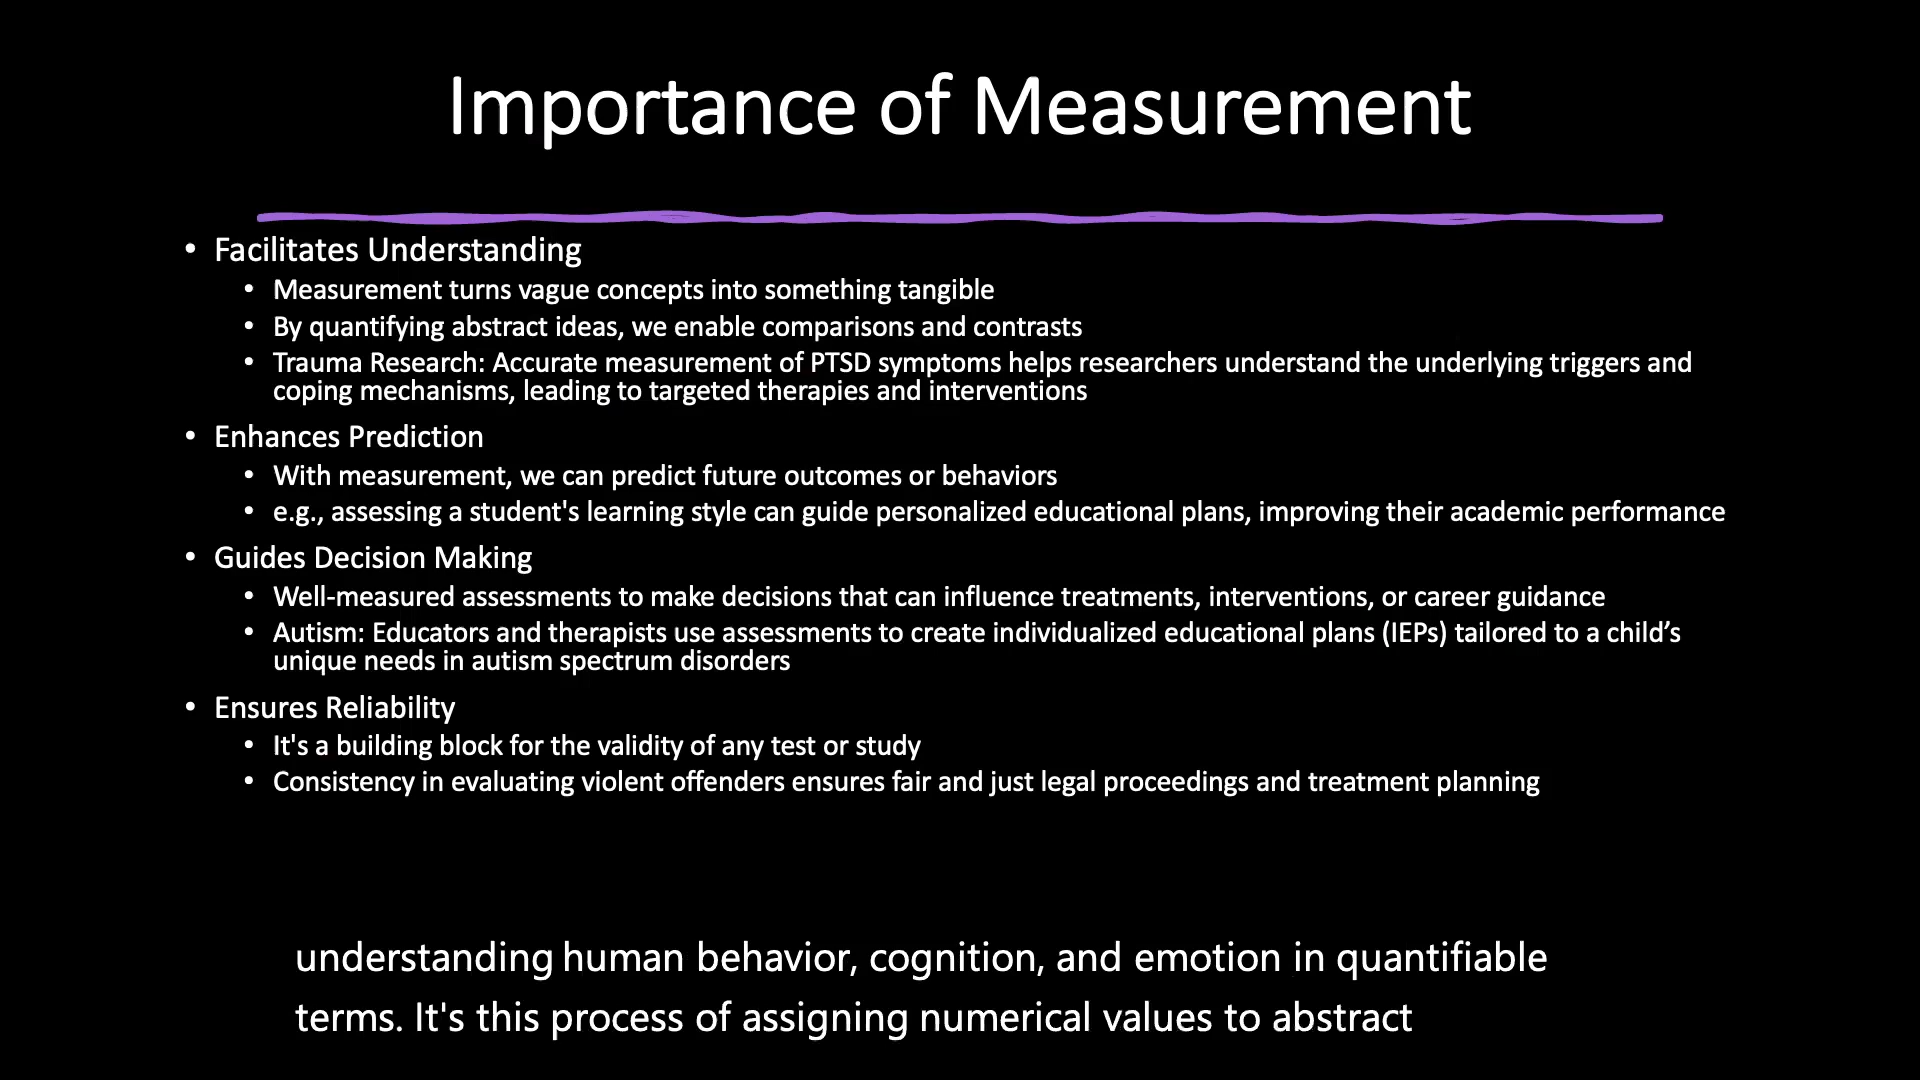 Importance of Measurement
• Facilitates Understanding
• Measurement turns vague concepts into something tangible
• By quantifying abstract ideas, we enable comparisons and contrasts
• Trauma Research: Accurate measurement of PTSD symptoms helps researchers understand the underlying triggers and
coping mechanisms, leading to targeted therapies and interventions
• Enhances Prediction
• With measurement, we can predict future outcomes or behaviors
• e.g., assessing a student's learning style can guide personalized educational plans, improving their academic performance
• Guides Decision Making
• Well-measured assessments to make decisions that can influence treatments, interventions, or career guidance
• Autism: Educators and therapists use assessments to create individualized educational plans (IEPs) tailored to a child’s
unique needs in autism spectrum disorders
• Ensures Reliability
• It's a building block for the validity of any test or study
• Consistency in evaluating violent offenders ensures fair and just legal proceedings and treatment planning
understanding human behavior, cognition, and emotion in quantifiable
terms. It's this process of assigning numerical values to abstract